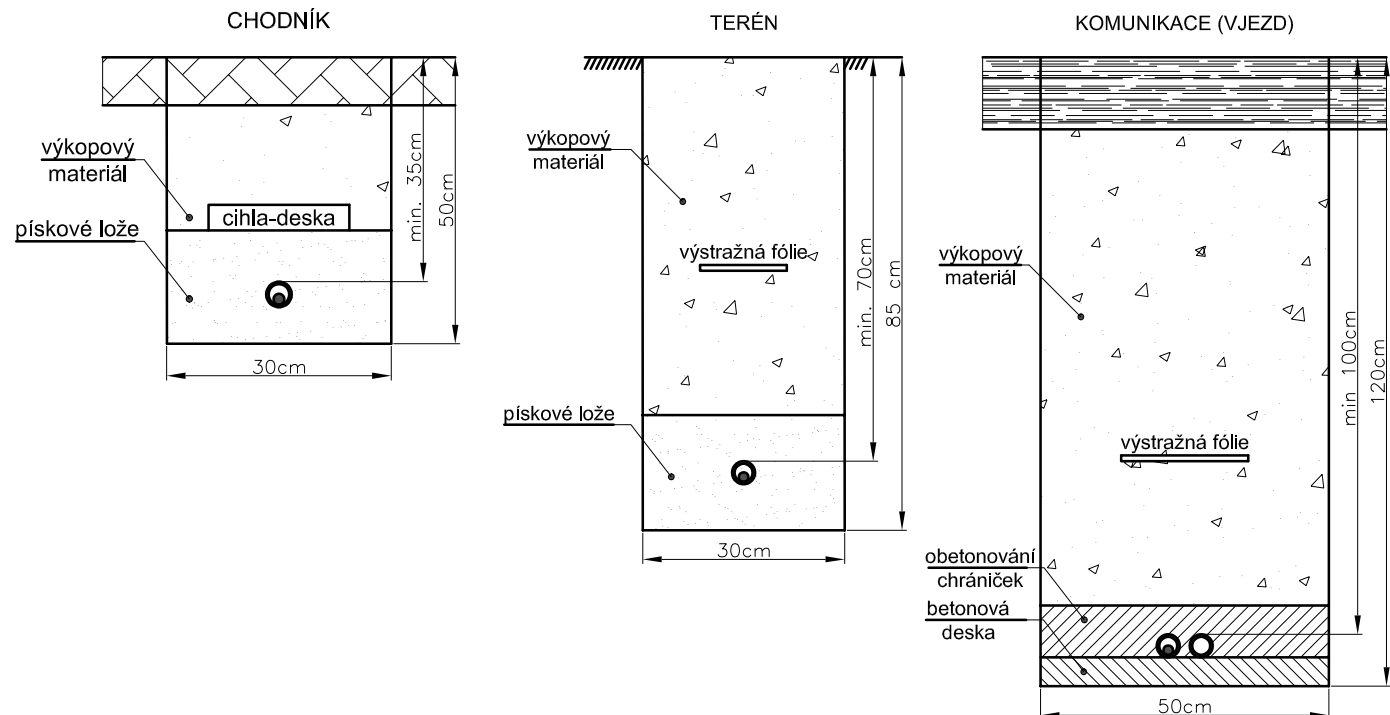 CHODNÍK
výkopový
materiál
pískové lože
cihla-deska
min. 35cm
50cm
30cm
TERÉN
výkopový
materiál
výstražná fólie
pískové lože
min. 70cm
85 cm
30cm
KOMUNIKACE (VJEZD)
výkopový
materiál
výstražná fólie
obetonování
chrániček
betonová
deska
min 100cm
120cm
50cm